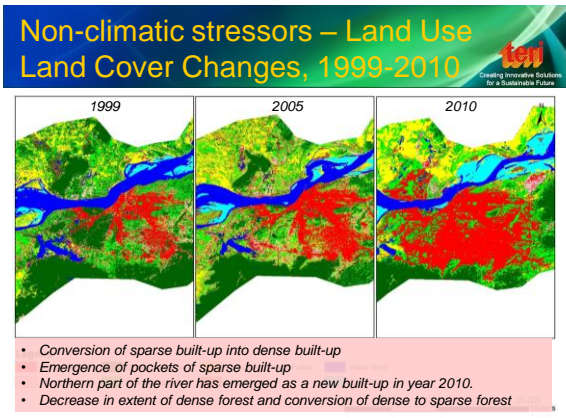 Non-climatic stressors – Land Use
Land Cover Changes, 1999-2010
teri
Creating Innovative Solutions
for a Sustainable Future
1999
2005
2010
• Conversion of sparse built-up into dense built-up
• Emergence of pockets of sparse built-up
• Northern part of the river has emerged as a new built-up in year 2010.
• Decrease in extent of dense forest and conversion of dense to sparse forest